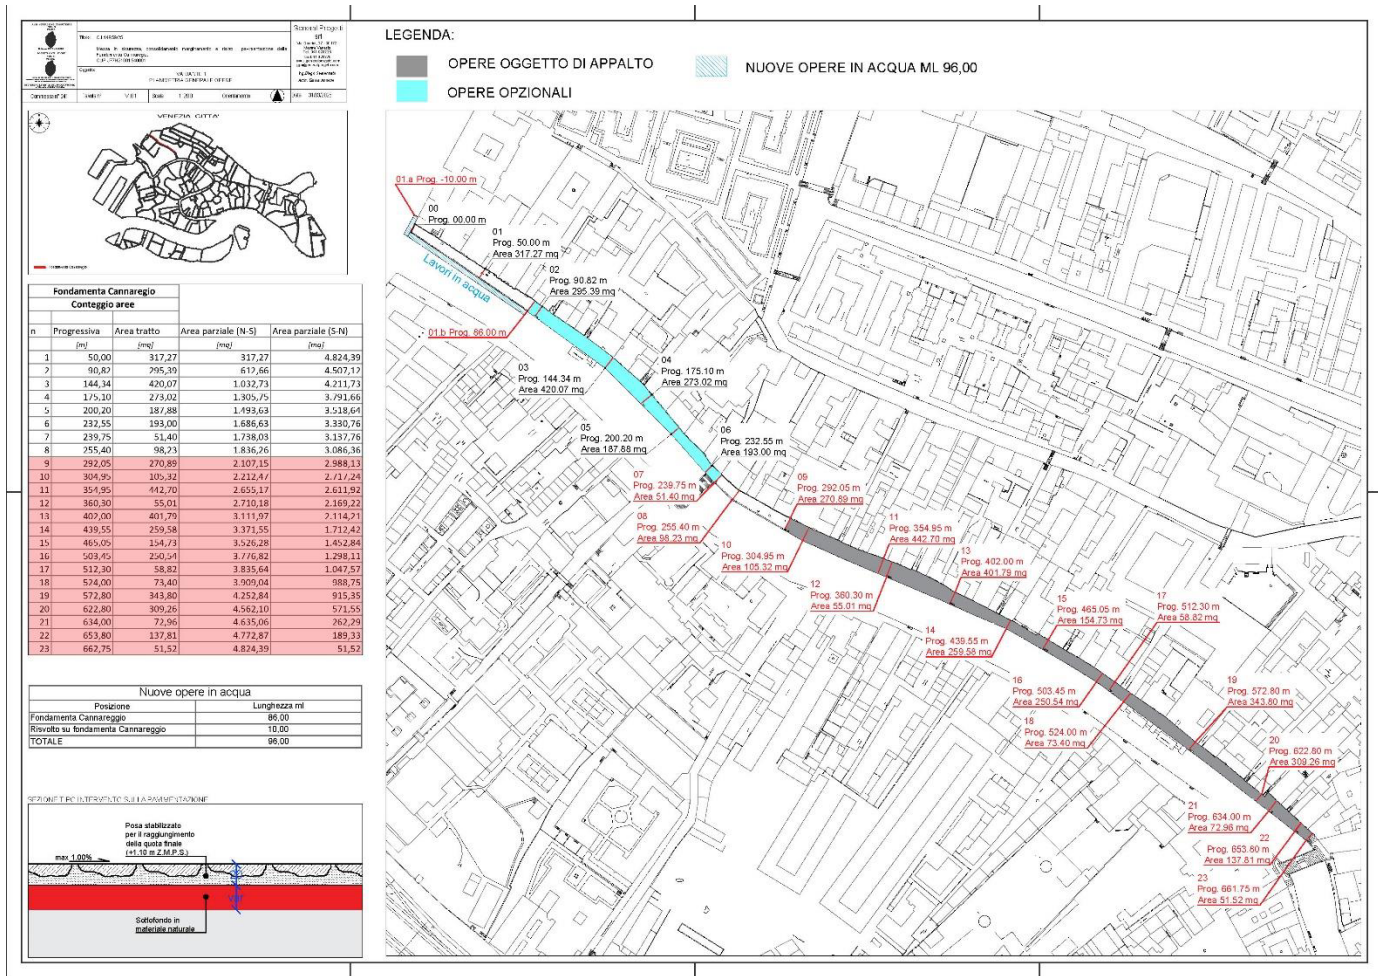 LEGENDA:
OPERE OGGETTO DI APPALTO
NUOVE OPERE IN ACQUA ML 96,00
OPERE OPZIONALI
VENEZIA CITTA'
Fondamenta Cannaregio
Conteggio aree
n Progressiva Area tratto Area parziale (N-S) Area parziale (S-N)
[m] [mq] [mq] [mq]
1 50,00 317,27 317,27 4.824,39
2 90,82 295,39 612,66 4.507,12
3 144,34 420,07 1.032,73 4.211,73
4 175,10 273,02 1.305,75 3.791,66
5 200,20 187,88 1.493,63 3.518,64
6 232,55 193,00 1.686,63 3.330,76
7 239,75 51,40 1.738,03 3.137,76
8 255,40 98,23 1.836,26 3.086,36
9 292,05 270,89 2.107,15 2.988,13
10 304,95 105,32 2.212,47 2.717,24
11 354,95 442,70 2.655,17 2.611,92
12 360,30 55,01 2.710,18 2.169,22
13 402,00 401,79 3.111,97 2.114,21
14 439,55 259,58 3.371,55 1.712,42
15 465,05 154,73 3.526,28 1.452,84
16 503,45 250,54 3.776,82 1.298,11
17 512,30 58,82 3.835,64 1.047,57
18 524,00 73,40 3.909,04 988,75
19 572,80 343,80 4.252,84 915,35
20 622,80 309,26 4.562,10 571,55
21 634,00 72,96 4.635,06 262,29
22 653,80 137,81 4.772,87 189,33
23 662,75 51,52 4.824,39 51,52
Nuove opere in acqua
Posizione Lunghezza ml
Fondamenta Cannareggio 86,00
Risvolto su fondamenta Cannareggio 10,00
TOTALE 96,00
SEZIONE TIPO INTERVENTO SULLA PAVIMENTAZIONE
Posa stabilizzato
per il raggiungimento
della quota finale
(+1.10 m Z.M.P.S.)
max 1.00%
var
Sottofondo in
materiale naturale
01.a Prog. -10.00 m
00
Prog. 00.00 m
01
Prog. 50.00 m
Area 317.27 mq
02
Prog. 90.82 m
Area 295.39 mq
Lavori in acqua
01.b Prog. 86.00 m
03
Prog. 144.34 m
Area 420.07 mq
04
Prog. 175.10 m
Area 273.02 mq
05
Prog. 200.20 m
Area 187.88 mq
06
Prog. 232.55 m
Area 193.00 mq
07
Prog. 239.75 m
Area 51.40 mq
08
Prog. 255.40 m
Area 98.23 mq
09
Prog. 292.05 m
Area 270.89 mq
10
Prog. 304.95 m
Area 105.32 mq
11
Prog. 354.95 m
Area 442.70 mq
12
Prog. 360.30 m
Area 55.01 mq
13
Prog. 402.00 m
Area 401.79 mq
14
Prog. 439.55 m
Area 259.58 mq
15
Prog. 465.05 m
Area 154.73 mq
16
Prog. 503.45 m
Area 250.54 mq
17
Prog. 512.30 m
Area 58.82 mq
18
Prog. 524.00 m
Area 73.40 mq
19
Prog. 572.80 m
Area 343.80 mq
20
Prog. 622.80 m
Area 309.26 mq
21
Prog. 634.00 m
Area 72.96 mq
22
Prog. 653.80 m
Area 137.81 mq
23
Prog. 661.75 m
Area 51.52 mq